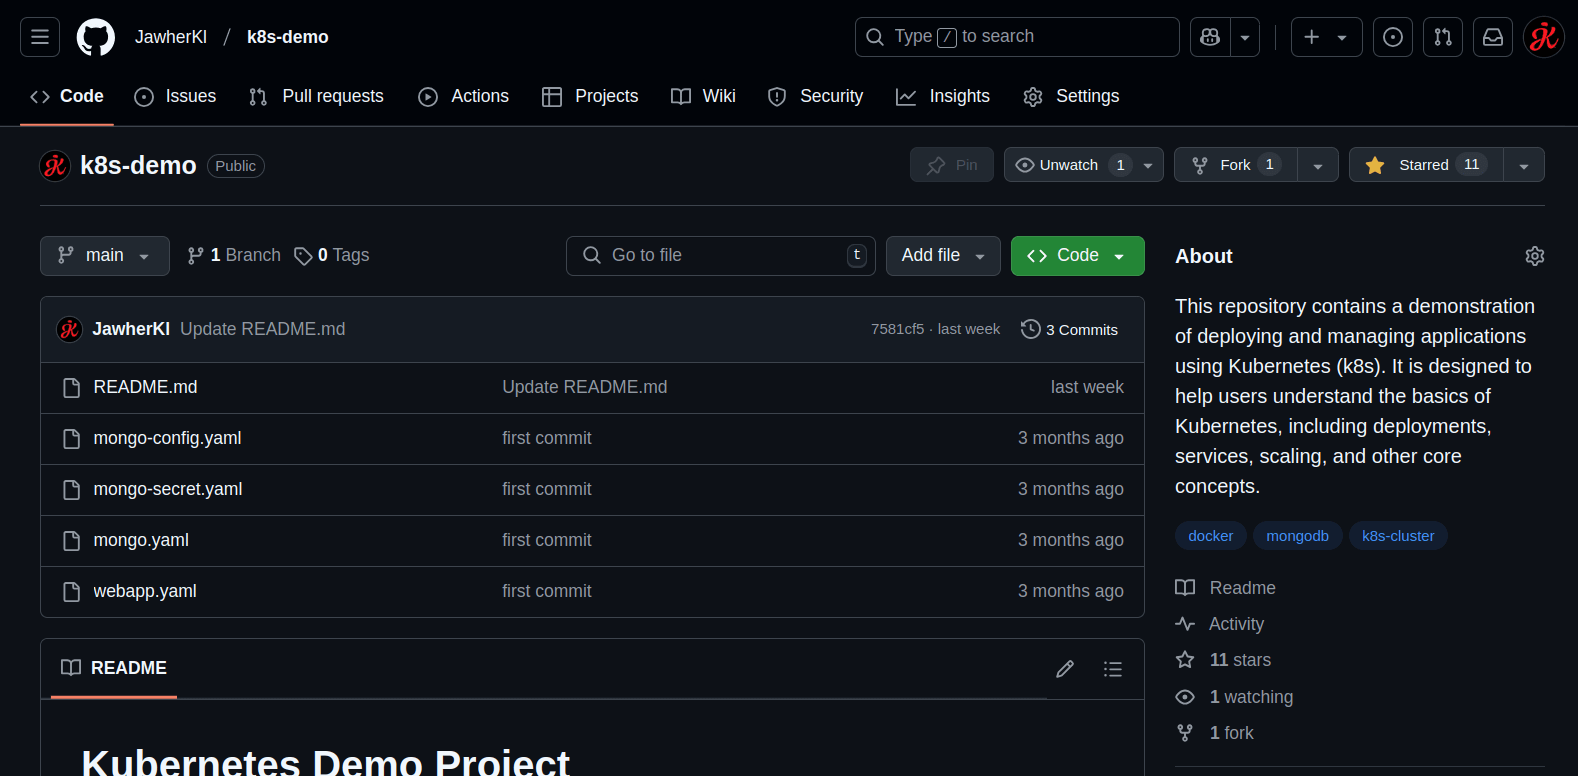 JawherKI / k8s-demo
Type / to search
Code Issues Pull requests Actions Projects Wiki Security Insights Settings
k8s-demo Public
Pin Unwatch 1 Fork 1 Starred 11
main 1 Branch 0 Tags
Go to file t Add file Code
JawherKI Update README.md 7581cf5 · last week 3 Commits
README.md Update README.md last week
mongo-config.yaml first commit 3 months ago
mongo-secret.yaml first commit 3 months ago
mongo.yaml first commit 3 months ago
webapp.yaml first commit 3 months ago
README
Kubernetes Demo Project
About
This repository contains a demonstration
of deploying and managing applications
using Kubernetes (k8s). It is designed to
help users understand the basics of
Kubernetes, including deployments,
services, scaling, and other core
concepts.
docker mongodb k8s-cluster
Readme
Activity
11 stars
1 watching
1 fork